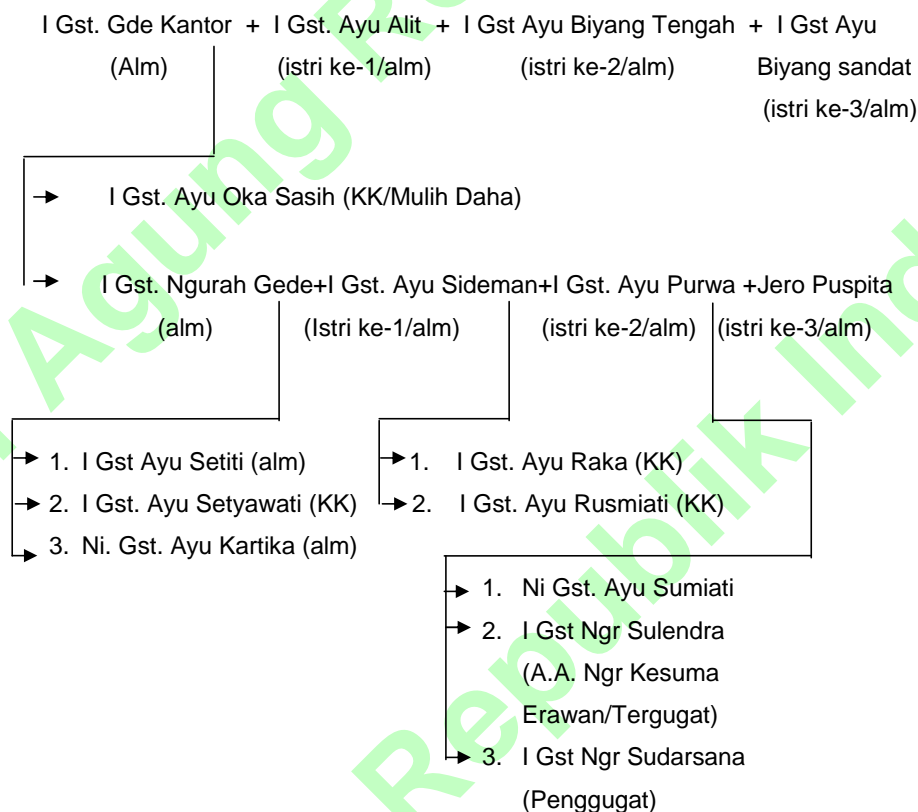 I Gst. Gde Kantor + I Gst. Ayu Alit + I Gst Ayu Biyang Tengah + I Gst Ayu
(Alm) (istri ke-1/alm) (istri ke-2/alm) Biyang sandat
(istri ke-3/alm)
I Gst. Ayu Oka Sasih (KK/Mulih Daha)
I Gst. Ngurah Gede+I Gst. Ayu Sideman+I Gst. Ayu Purwa +Jero Puspita
(alm) (Istri ke-1/alm) (istri ke-2/alm) (istri ke-3/alm)
1. I Gst Ayu Setiti (alm)
2. I Gst. Ayu Setyawati (KK)
3. Ni. Gst. Ayu Kartika (alm)
1. I Gst. Ayu Raka (KK)
2. I Gst. Ayu Rusmiati (KK)
1. Ni Gst. Ayu Sumiati
2. I Gst Ngr Sulendra
(A.A. Ngr Kesuma
Erawan/Tergugat)
3. I Gst Ngr Sudarsana
(Penggugat)
Agung
Republik